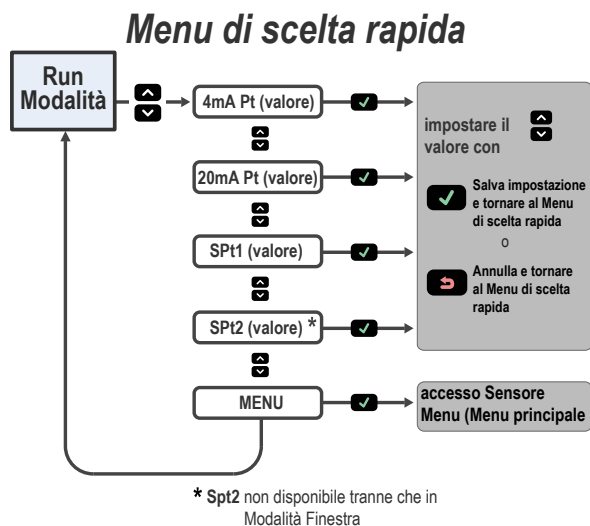 Menu di scelta rapida
Run
Modalità
4mA Pt (valore)
20mA Pt (valore)
SPt1 (valore)
SPt2 (valore) *
MENU
impostare il
valore con
Salva impostazione
e tornare al Menu
di scelta rapida
o
Annulla e tornare
al Menu di scelta
rapida
accesso Sensore
Menu (Menu principale
* Spt2 non disponibile tranne che in
Modalità Finestra